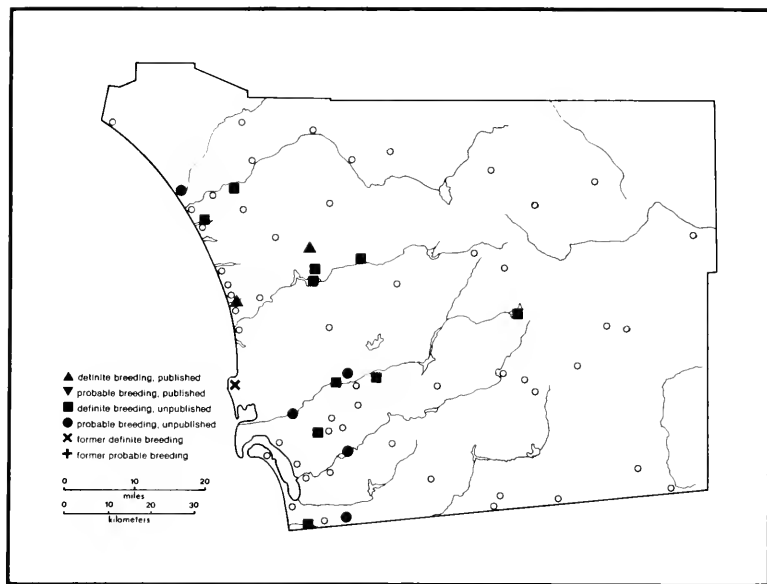 definite breeding, published
probable breeding, published
definite breeding, unpublished
probable breeding, unpublished
former definite breeding
former probable breeding
0 10 20
miles
0 10 20 30
kilometers